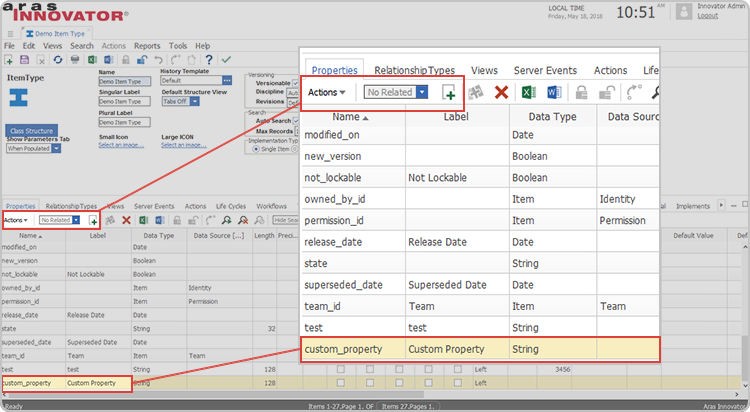 aras
INNOVATOR
LOCAL TIME
Friday, May 18, 2018
10:51 AM
Innovator Admin
Logout
Demo Item Type
File Edit Views Search Actions Reports Tools Help
ItemType
Class Structure
Show Parameters Tab
When Populated
Name
Demo Item Type
Singular Label
Demo Item Type
Plural Label
Demo Item Type
Small Icon
Select an image...
History Template
Default
Default Structure View
Tabs Off
Large ICON
Select an image...
Versioning
Versionable
Discipline
Revisions
Search
Auto Search
Max Records
Implementation Type
Single Item
Properties RelationshipTypes Views Server Events Actions Life
Actions No Related
Name Label Data Type Data Sour
modified_on Date
new_version Boolean
not_lockable Not Lockable Boolean
owned_by_id Item Identity
permission_id Item Permission
release_date Release Date Date
state String
superseded_date Superseded Date Date
team_id Team Item Team
test test String
custom_property Custom Property String
Properties RelationshipTypes Views Server Events Actions Life Cycles Workflows Implements
Actions No Related Hide Sea
Name Label Data Type Data Source [...] Length Preci... Default Value Def
modified_on Date
new_version Boolean
not_lockable Not Lockable Boolean
owned_by_id Item Identity
permission_id Item Permission
release_date Release Date Date
state String 32
superseded_date Superseded Date Date
team_id Team Item Team
test test String 128 Left 3456
custom_property Custom Property String 128 Left
Ready Items 1-27.Page 1. OF Items 27.Pages 1. Aras Innovator